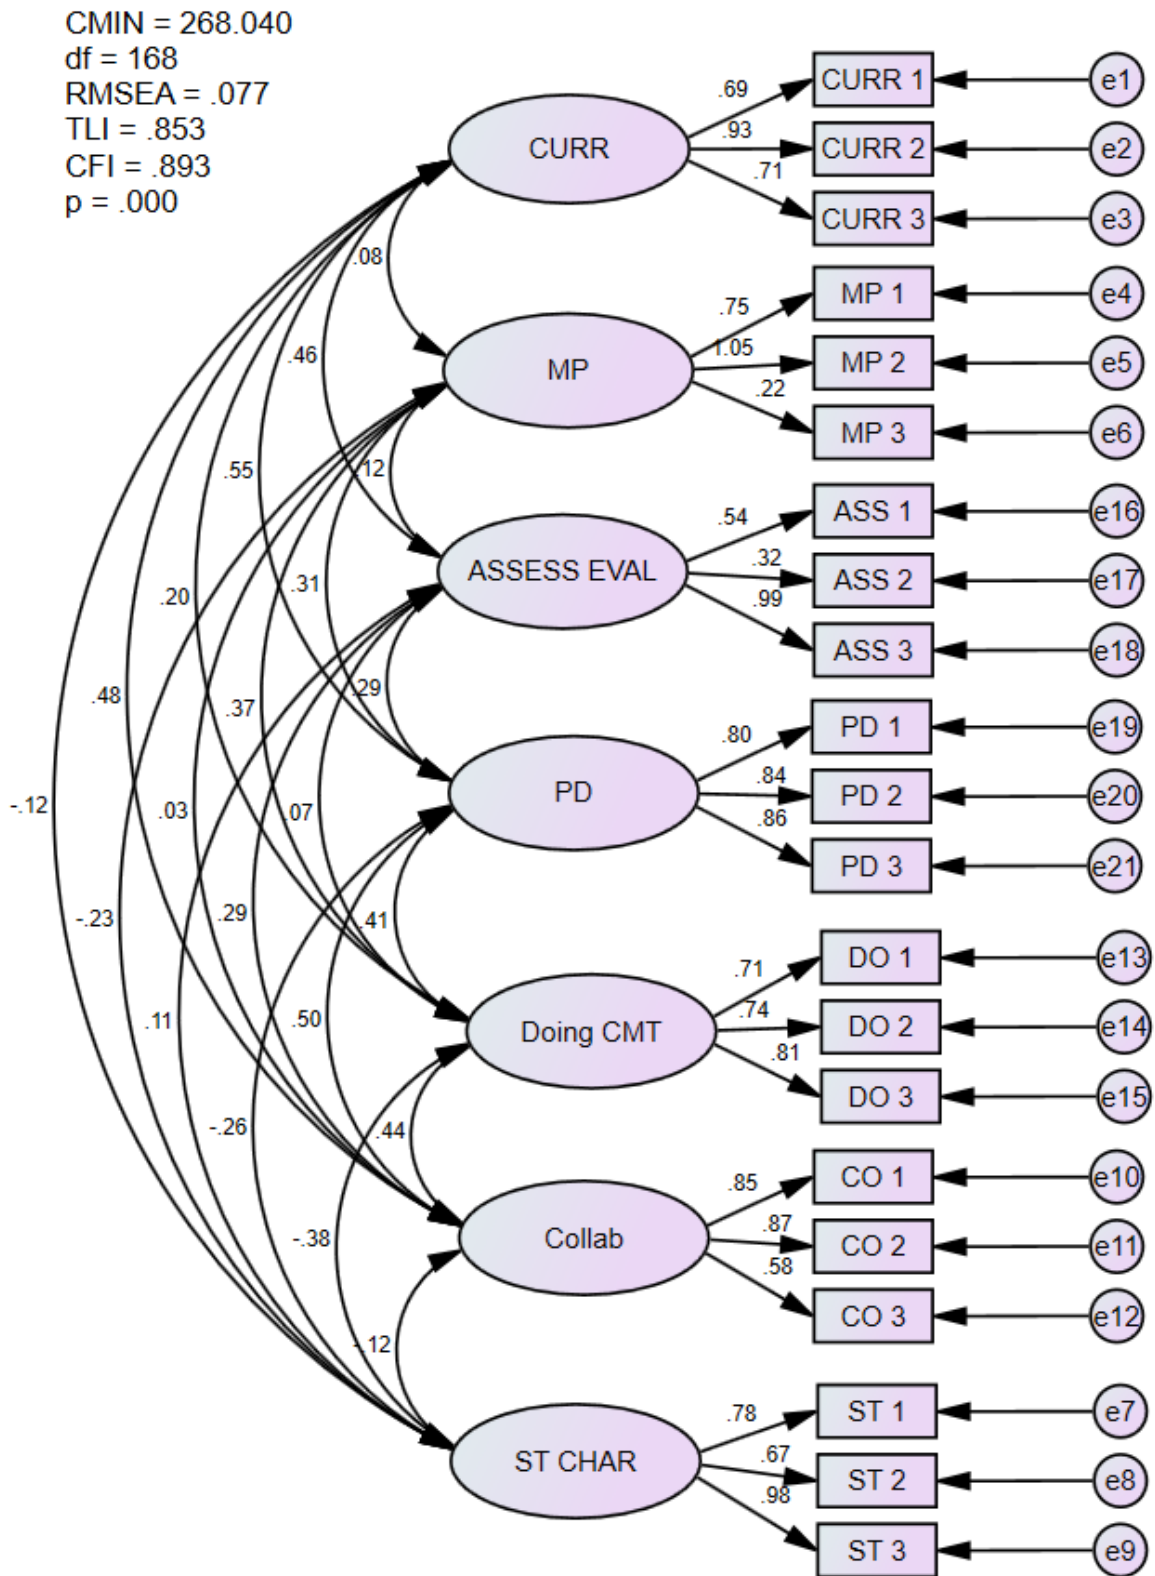 CMIN = 268.040
df = 168
RMSEA = .077
TLI = .853
CFI = .893
p = .000
CURR
.69
CURR 1
e1
.93
CURR 2
e2
.71
CURR 3
e3
.08
MP
.75
MP 1
e4
1.05
MP 2
e5
.22
MP 3
e6
.46
.12
ASSESS EVAL
.54
ASS 1
e16
.32
ASS 2
e17
.99
ASS 3
e18
.55
.31
.29
PD
.80
PD 1
e19
.84
PD 2
e20
.86
PD 3
e21
.20
.37
.07
.41
Doing CMT
.71
DO 1
e13
.74
DO 2
e14
.81
DO 3
e15
.48
.03
.29
.50
.44
Collab
.85
CO 1
e10
.87
CO 2
e11
.58
CO 3
e12
-.12
-.23
.11
-.26
-.38
-.12
ST CHAR
.78
ST 1
e7
.67
ST 2
e8
.98
ST 3
e9